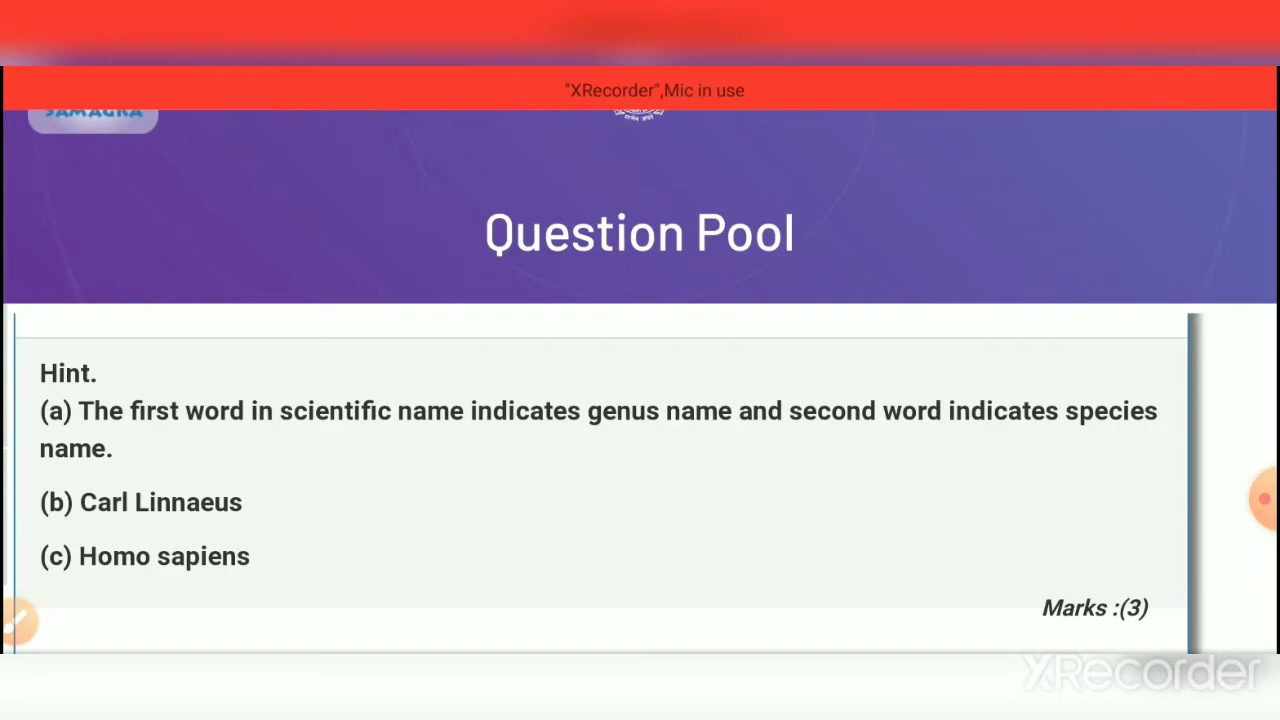 "XRecorder",Mic in use
SAMAGRA
Question Pool
Hint.
(a) The first word in scientific name indicates genus name and second word indicates species
name.
(b) Carl Linnaeus
(c) Homo sapiens
Marks :(3)
XRecorder